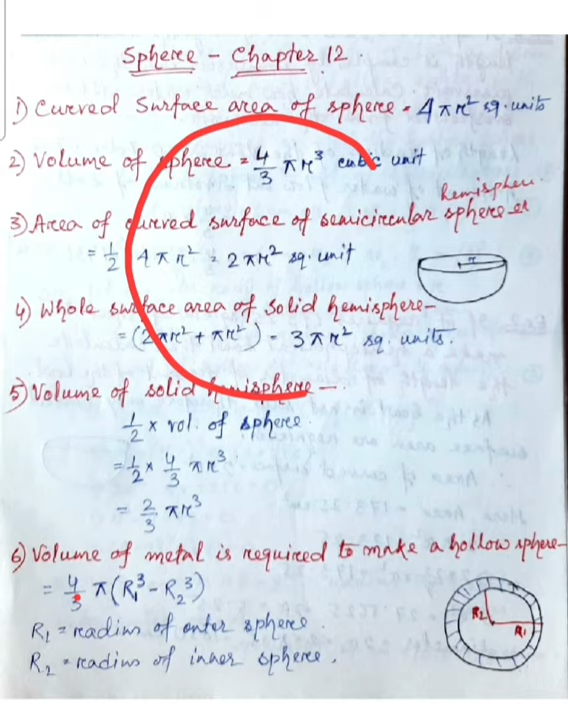 Sphere - Chapter 12
1) Curved Surface area of sphere = 4πr² sq. units
2) Volume of sphere = 4/3 πr³ cubic unit
hemisphere
3) Area of curved surface of semicircular sphere or
= 1/2 4πr² = 2πr² sq. unit
r
4) Whole surface area of solid hemisphere-
= (2πr² + πr²) = 3πr² sq. units.
5) Volume of solid hemisphere —.
1/2 x vol. of sphere.
= 1/2 x 4/3 πr³
= 2/3 πr³
6) Volume of metal is required to make a hollow sphere-
= 4/3 π(R₁³ - R₂³)
R₁ = radius of outer sphere.
R₂ = radius of inner sphere.
R₂
R₁